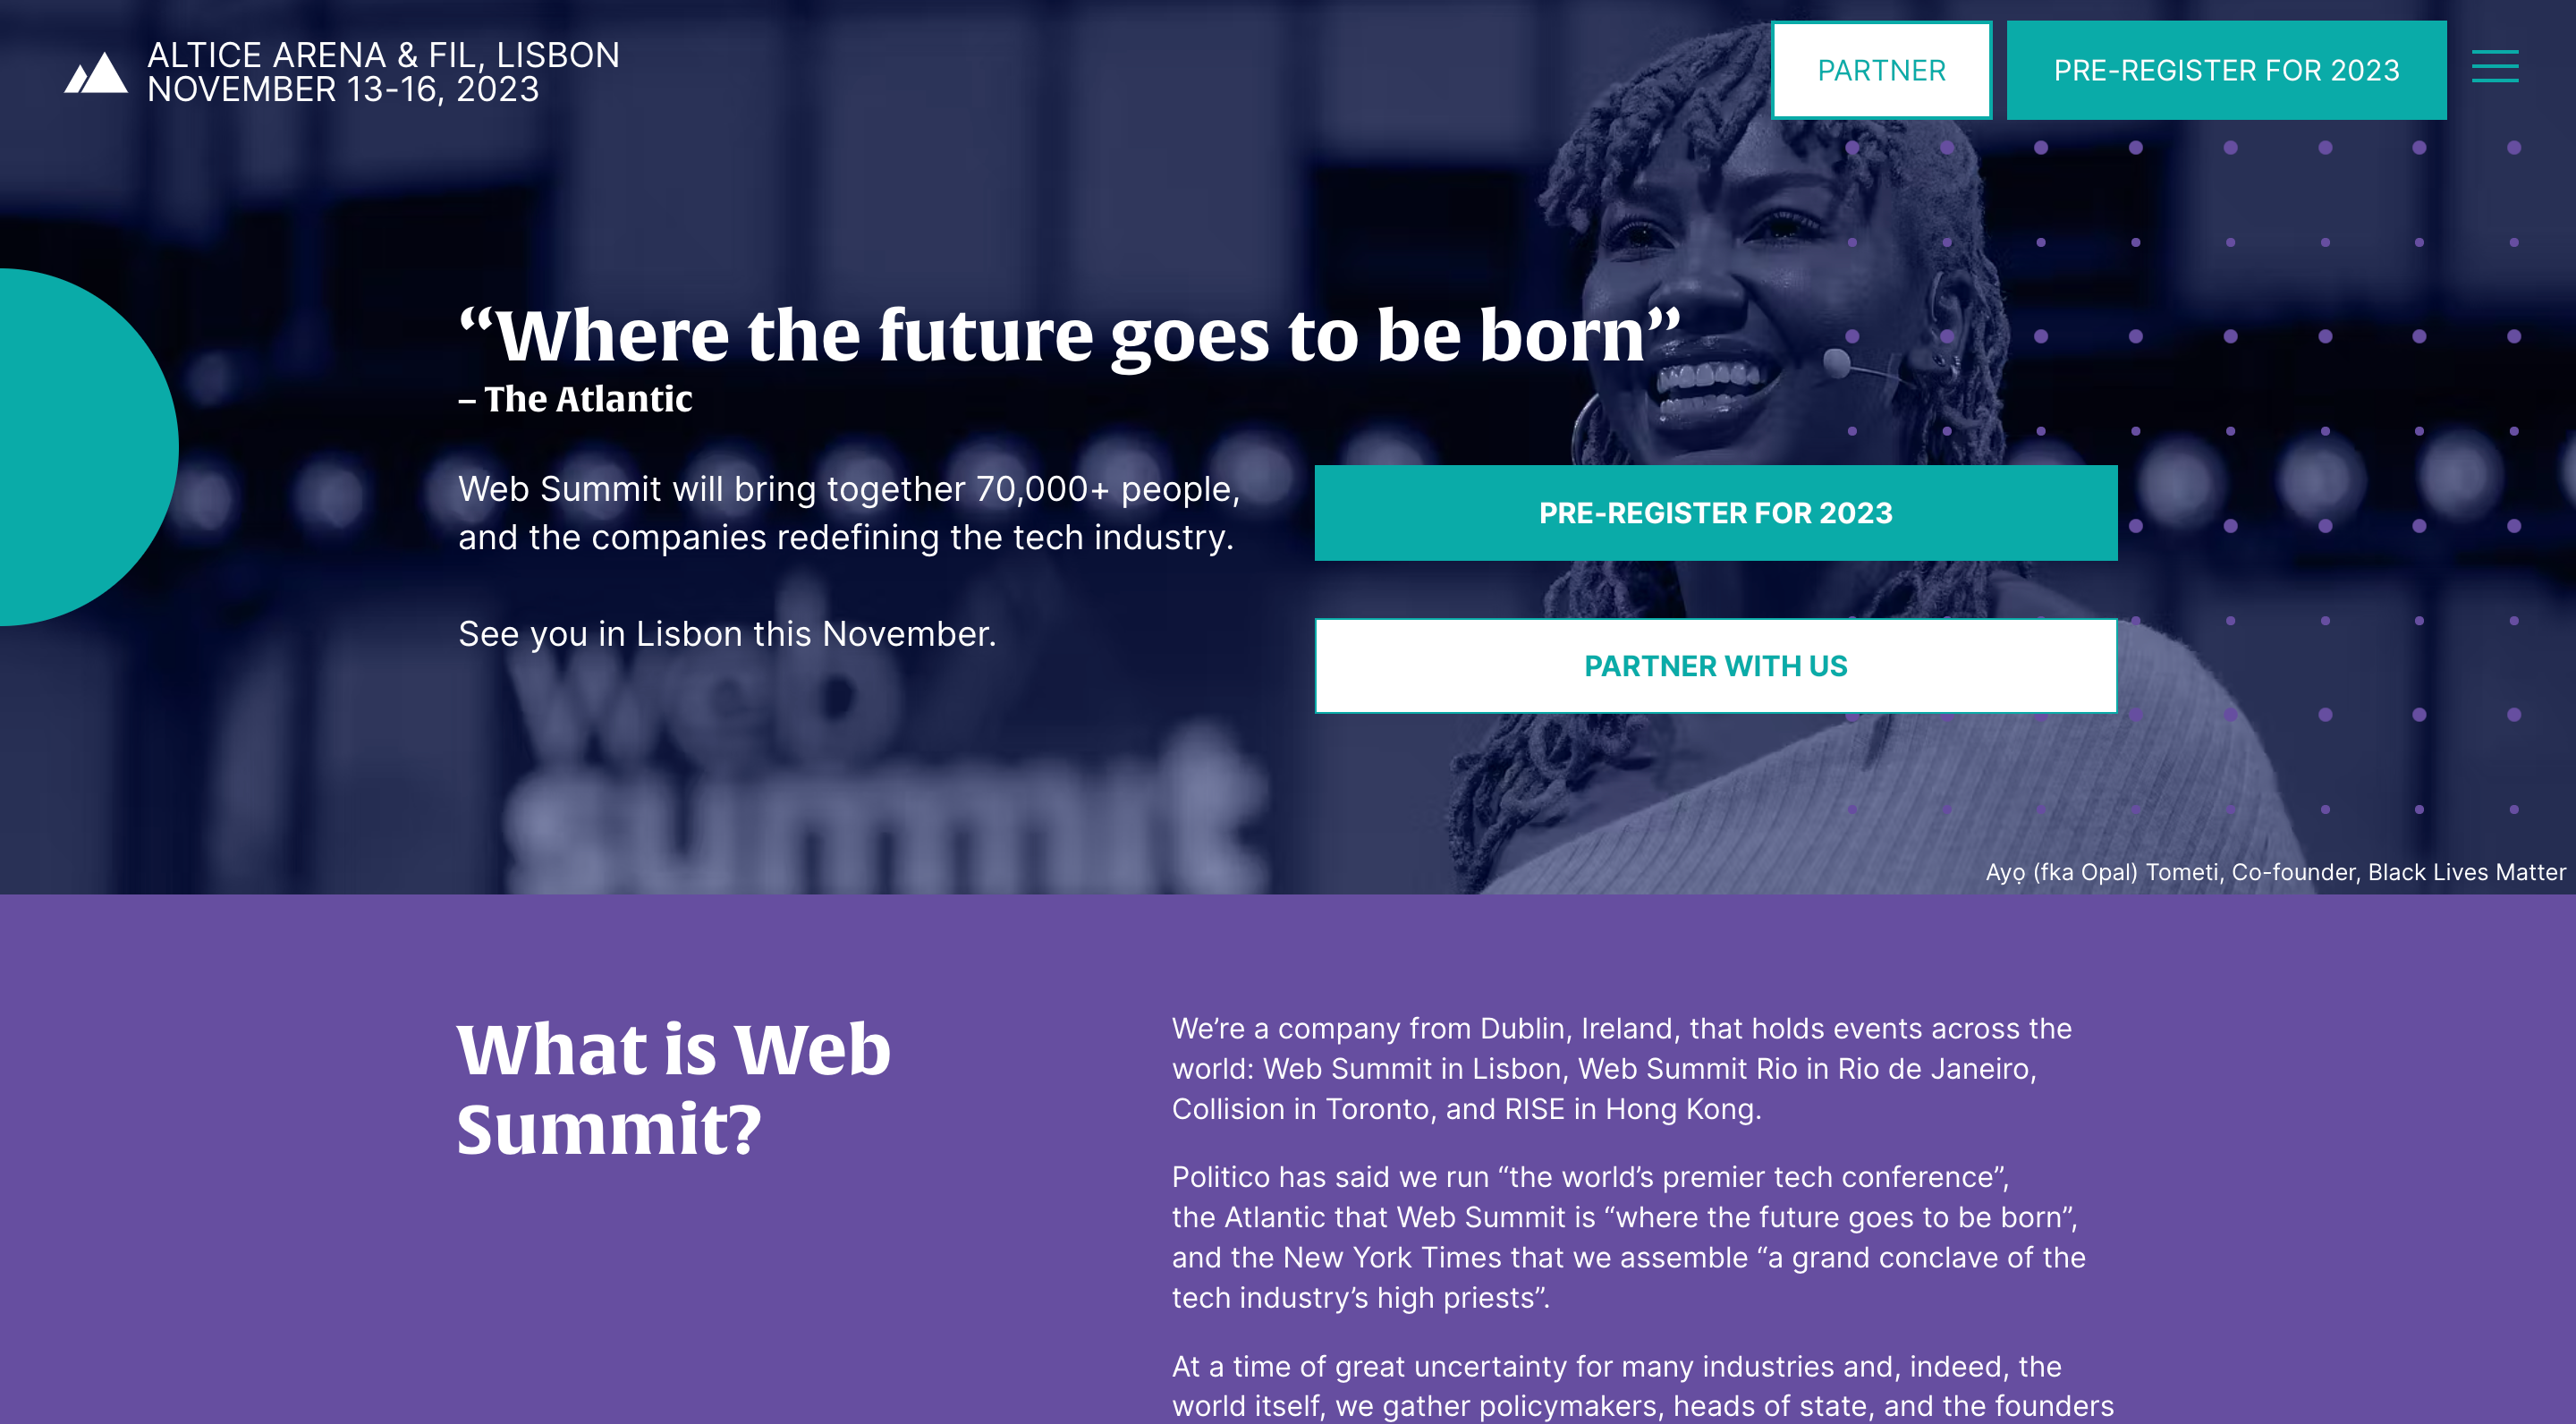 ALTICE ARENA & FIL, LISBON
NOVEMBER 13-16, 2023
PARTNER
PRE-REGISTER FOR 2023
“Where the future goes to be born”
– The Atlantic
Web Summit will bring together 70,000+ people,
and the companies redefining the tech industry.
See you in Lisbon this November.
PRE-REGISTER FOR 2023
PARTNER WITH US
web
summit
Ayọ (fka Opal) Tometi, Co-founder, Black Lives Matter
What is Web
Summit?
We’re a company from Dublin, Ireland, that holds events across the
world: Web Summit in Lisbon, Web Summit Rio in Rio de Janeiro,
Collision in Toronto, and RISE in Hong Kong.
Politico has said we run “the world’s premier tech conference”,
the Atlantic that Web Summit is “where the future goes to be born”,
and the New York Times that we assemble “a grand conclave of the
tech industry’s high priests”.
At a time of great uncertainty for many industries and, indeed, the
world itself, we gather policymakers, heads of state, and the founders